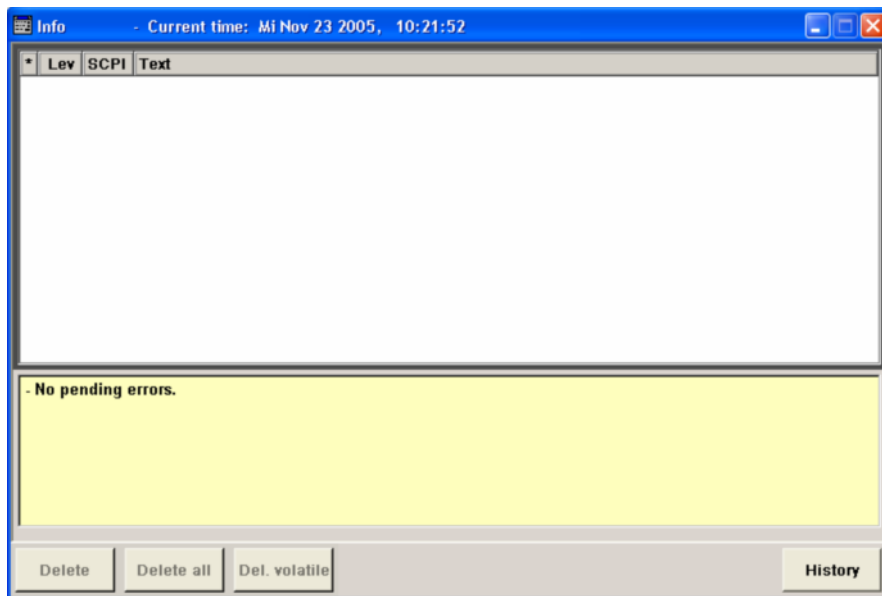 Info - Current time: Mi Nov 23 2005, 10:21:52
* Lev SCPI Text
- No pending errors.
Delete Delete all Del. volatile History